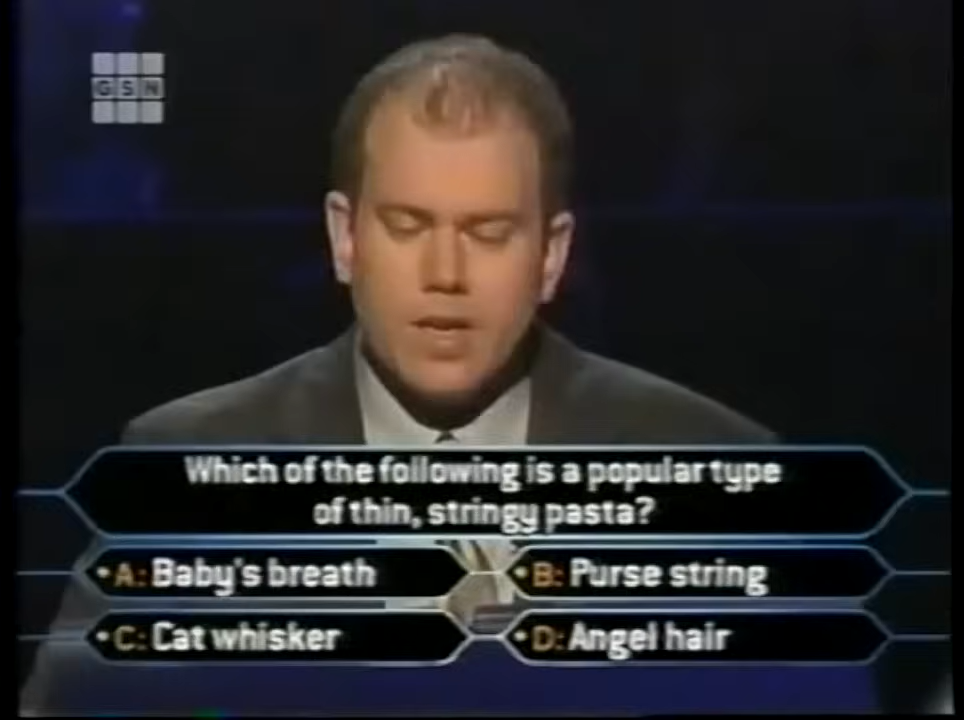 GSN
Which of the following is a popular type
of thin, stringy pasta?
A: Baby's breath
B: Purse string
C: Cat whisker
D: Angel hair